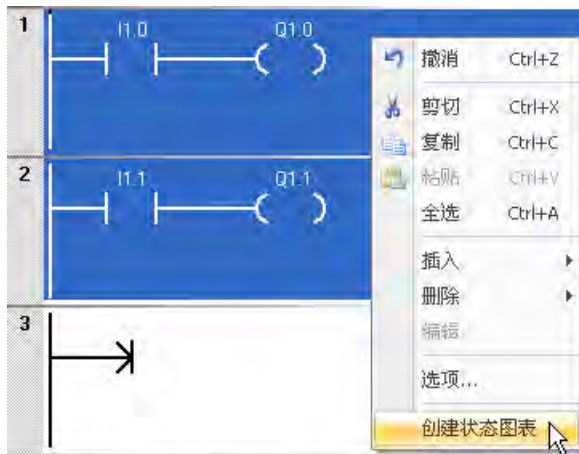 1
I1.0 Q1.0
2
I1.1 Q1.1
3
撤消 Ctrl+Z
剪切 Ctrl+X
复制 Ctrl+C
粘贴 Ctrl+V
全选 Ctrl+A
插入
删除
编辑
选项...
创建状态图表